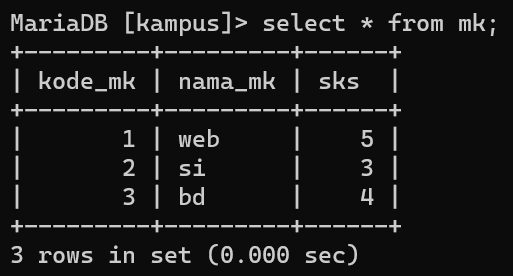 MariaDB [kampus]> select * from mk;
+---------+---------+------+
| kode_mk | nama_mk | sks  |
+---------+---------+------+
|       1 | web     |    5 |
|       2 | si      |    3 |
|       3 | bd      |    4 |
+---------+---------+------+
3 rows in set (0.000 sec)